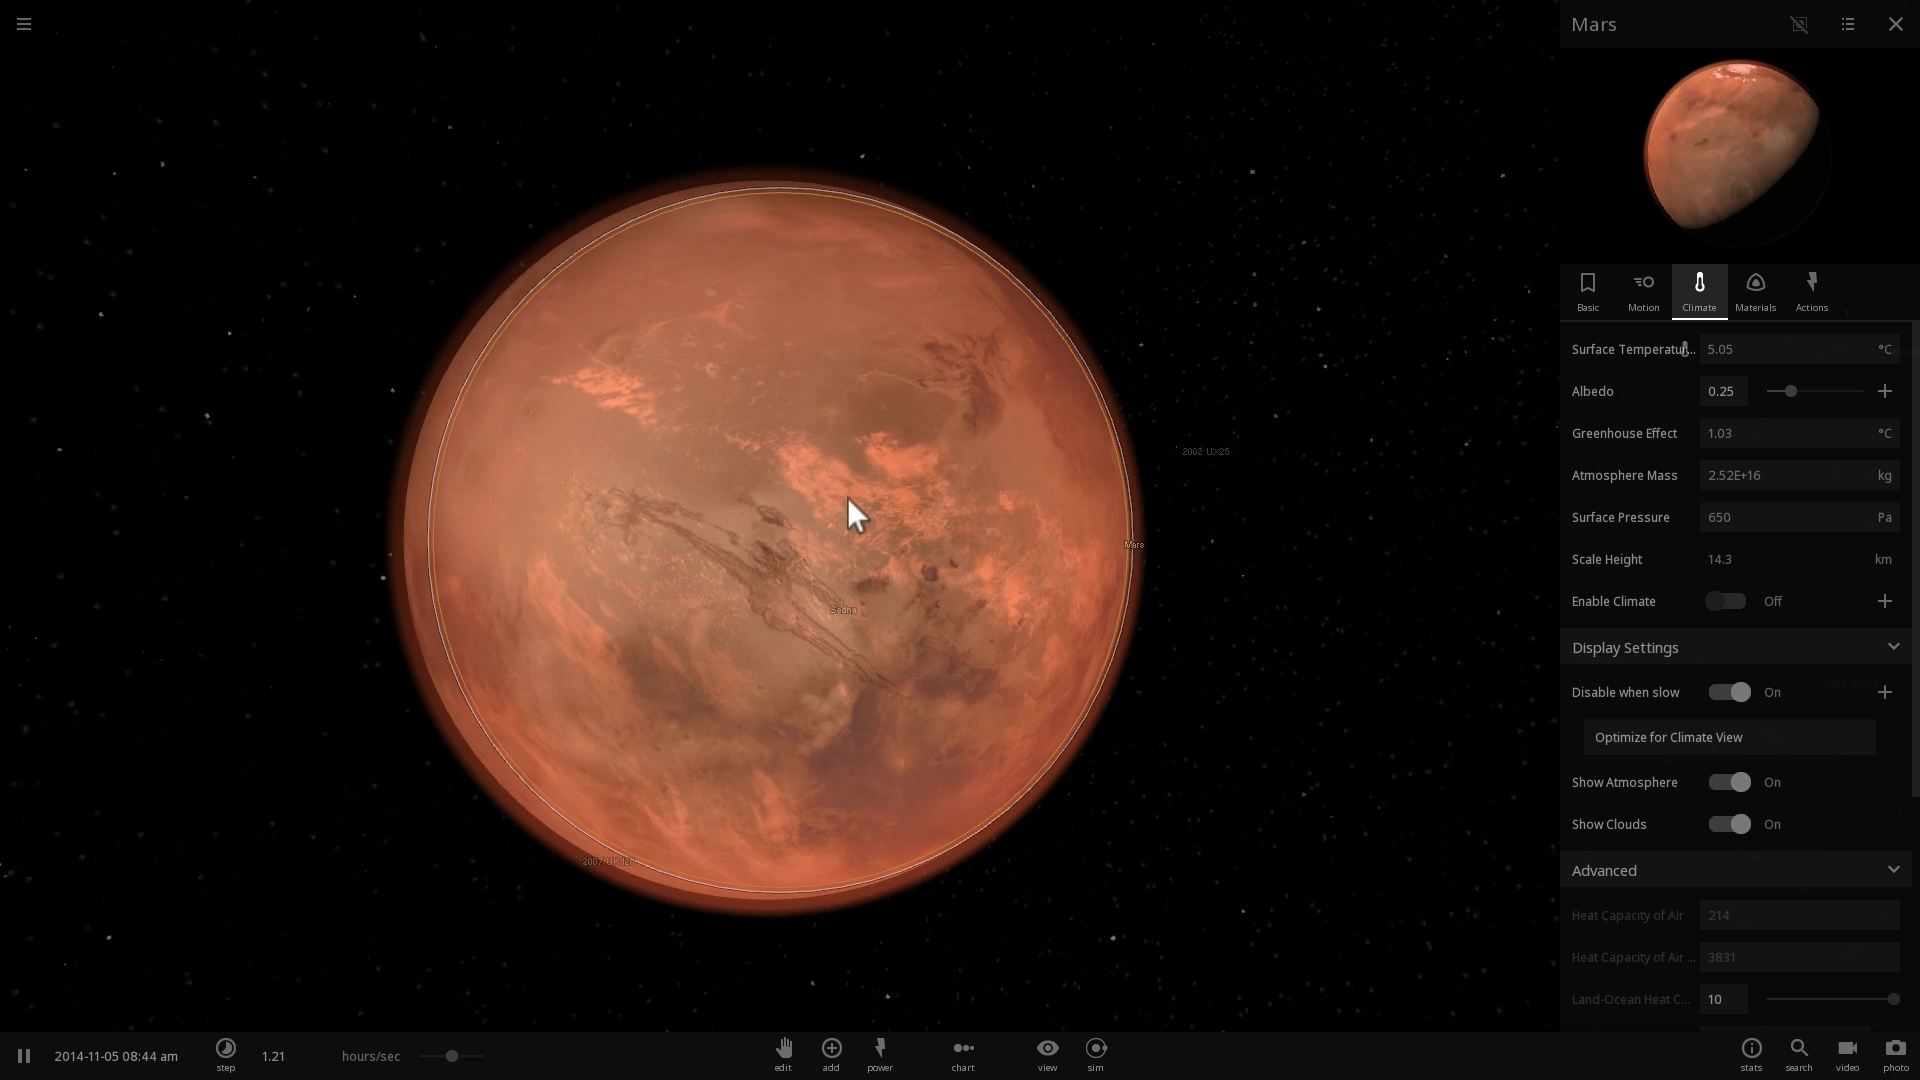 Mars
Basic
Motion
Climate
Materials
Actions
Surface Temperatur...
5.05
°C
Albedo
0.25
Greenhouse Effect
1.03
°C
Atmosphere Mass
2.52E+16
kg
Surface Pressure
650
Pa
Scale Height
14.3
km
Enable Climate
Off
Display Settings
Disable when slow
On
Optimize for Climate View
Show Atmosphere
On
Show Clouds
On
Advanced
Heat Capacity of Air
214
Heat Capacity of Air ...
3831
Land-Ocean Heat C...
10
2002 UX25
Mars
Sedna
2007 UK126
2014-11-05 08:44 am
step
1.21
hours/sec
edit
add
power
chart
view
sim
stats
search
video
photo